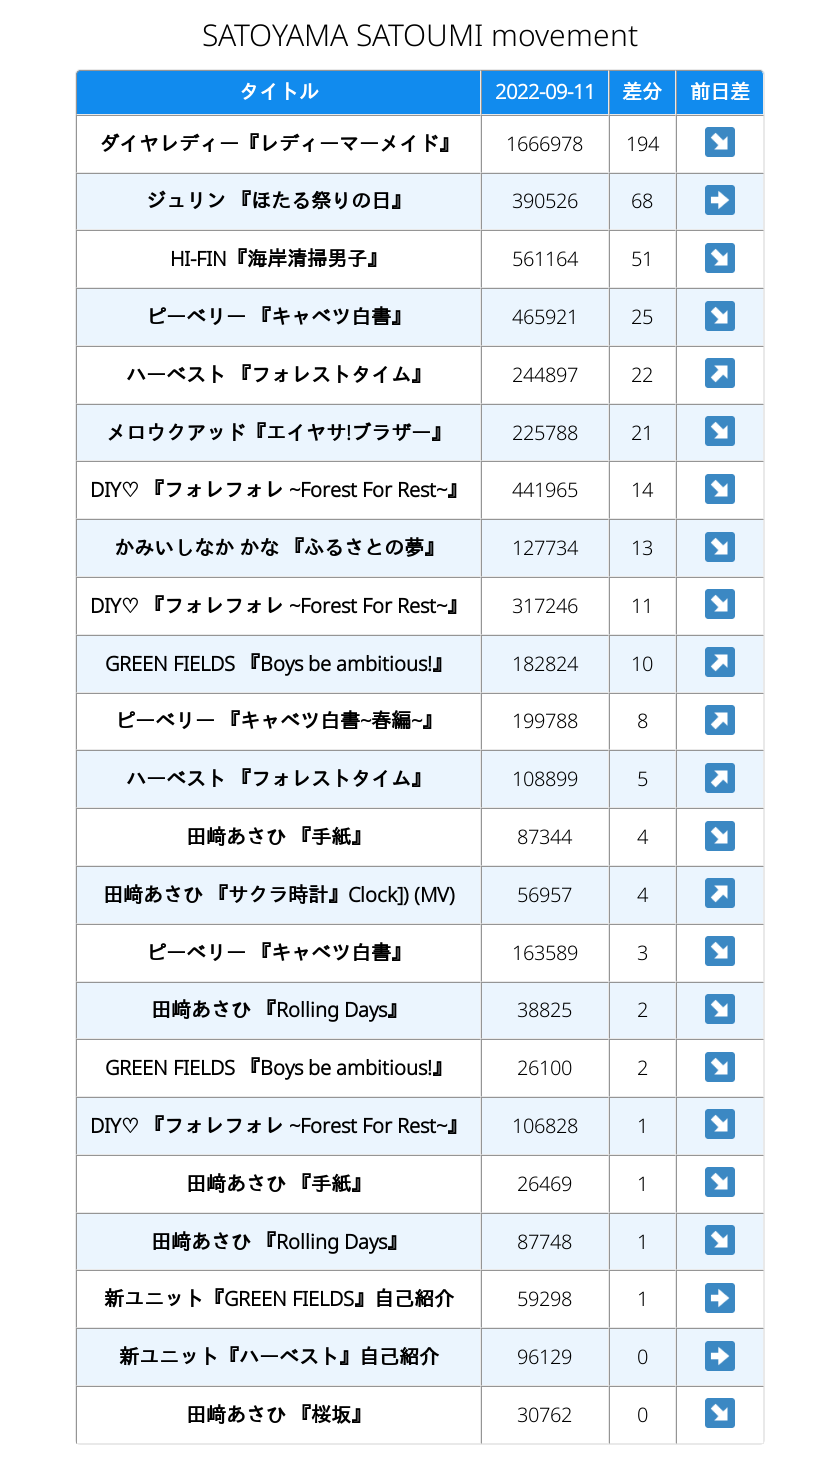 SATOYAMA SATOUMI movement
タイトル 2022-09-11 差分 前日差
ダイヤレディー『レディーマーメイド』 1666978 194 ↘
ジュリン 『ほたる祭りの日』 390526 68 ➡
HI-FIN『海岸清掃男子』 561164 51 ↘
ピーベリー 『キャベツ白書』 465921 25 ↘
ハーベスト 『フォレストタイム』 244897 22 ↗
メロウクアッド『エイヤサ!ブラザー』 225788 21 ↘
DIY♡ 『フォレフォレ ~Forest For Rest~』 441965 14 ↘
かみいしなか かな 『ふるさとの夢』 127734 13 ↘
DIY♡ 『フォレフォレ ~Forest For Rest~』 317246 11 ↘
GREEN FIELDS 『Boys be ambitious!』 182824 10 ↗
ピーベリー 『キャベツ白書~春編~』 199788 8 ↗
ハーベスト 『フォレストタイム』 108899 5 ↗
田﨑あさひ 『手紙』 87344 4 ↘
田﨑あさひ 『サクラ時計』Clock]) (MV) 56957 4 ↗
ピーベリー 『キャベツ白書』 163589 3 ↘
田﨑あさひ 『Rolling Days』 38825 2 ↘
GREEN FIELDS 『Boys be ambitious!』 26100 2 ↘
DIY♡ 『フォレフォレ ~Forest For Rest~』 106828 1 ↘
田﨑あさひ 『手紙』 26469 1 ↘
田﨑あさひ 『Rolling Days』 87748 1 ↘
新ユニット『GREEN FIELDS』自己紹介 59298 1 ➡
新ユニット『ハーベスト』自己紹介 96129 0 ➡
田﨑あさひ 『桜坂』 30762 0 ↘